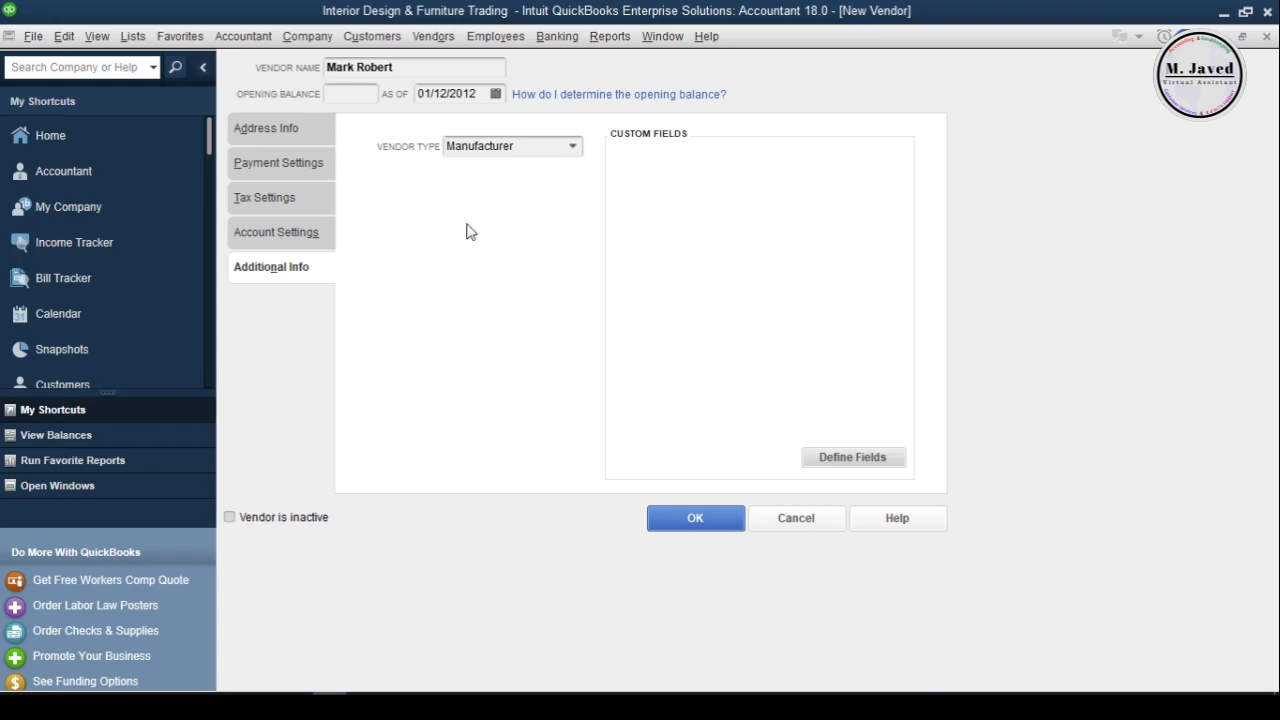 Interior Design & Furniture Trading - Intuit QuickBooks Enterprise Solutions: Accountant 18.0 - [New Vendor]
File Edit View Lists Favorites Accountant Company Customers Vendors Employees Banking Reports Window Help
Search Company or Help
My Shortcuts
Home
Accountant
My Company
Income Tracker
Bill Tracker
Calendar
Snapshots
Customers
My Shortcuts
View Balances
Run Favorite Reports
Open Windows
Do More With QuickBooks
Get Free Workers Comp Quote
Order Labor Law Posters
Order Checks & Supplies
Promote Your Business
See Funding Options
VENDOR NAME Mark Robert
OPENING BALANCE AS OF 01/12/2012 How do I determine the opening balance?
Address Info
Payment Settings
Tax Settings
Account Settings
Additional Info
VENDOR TYPE Manufacturer
CUSTOM FIELDS
Define Fields
Vendor is inactive
OK Cancel Help
M. Javed
Virtual Assistant